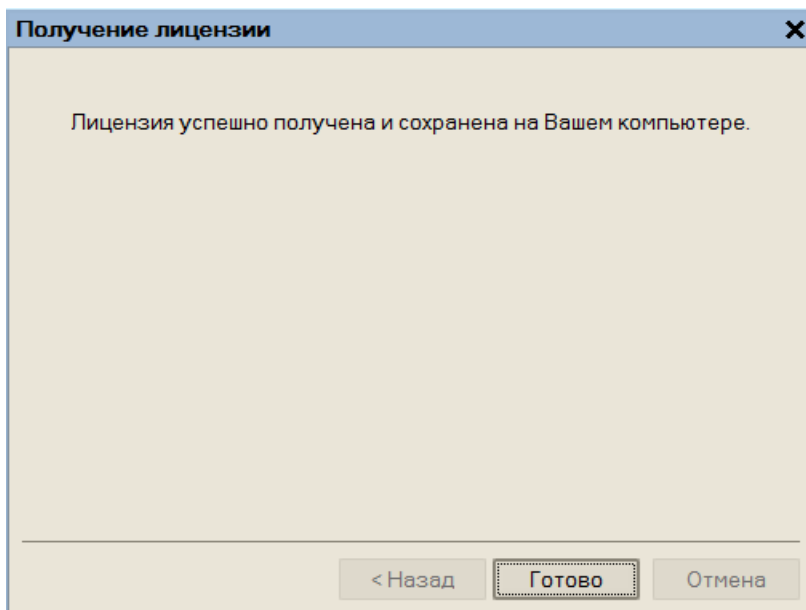 Получение лицензии
Лицензия успешно получена и сохранена на Вашем компьютере.
< Назад Готово Отмена